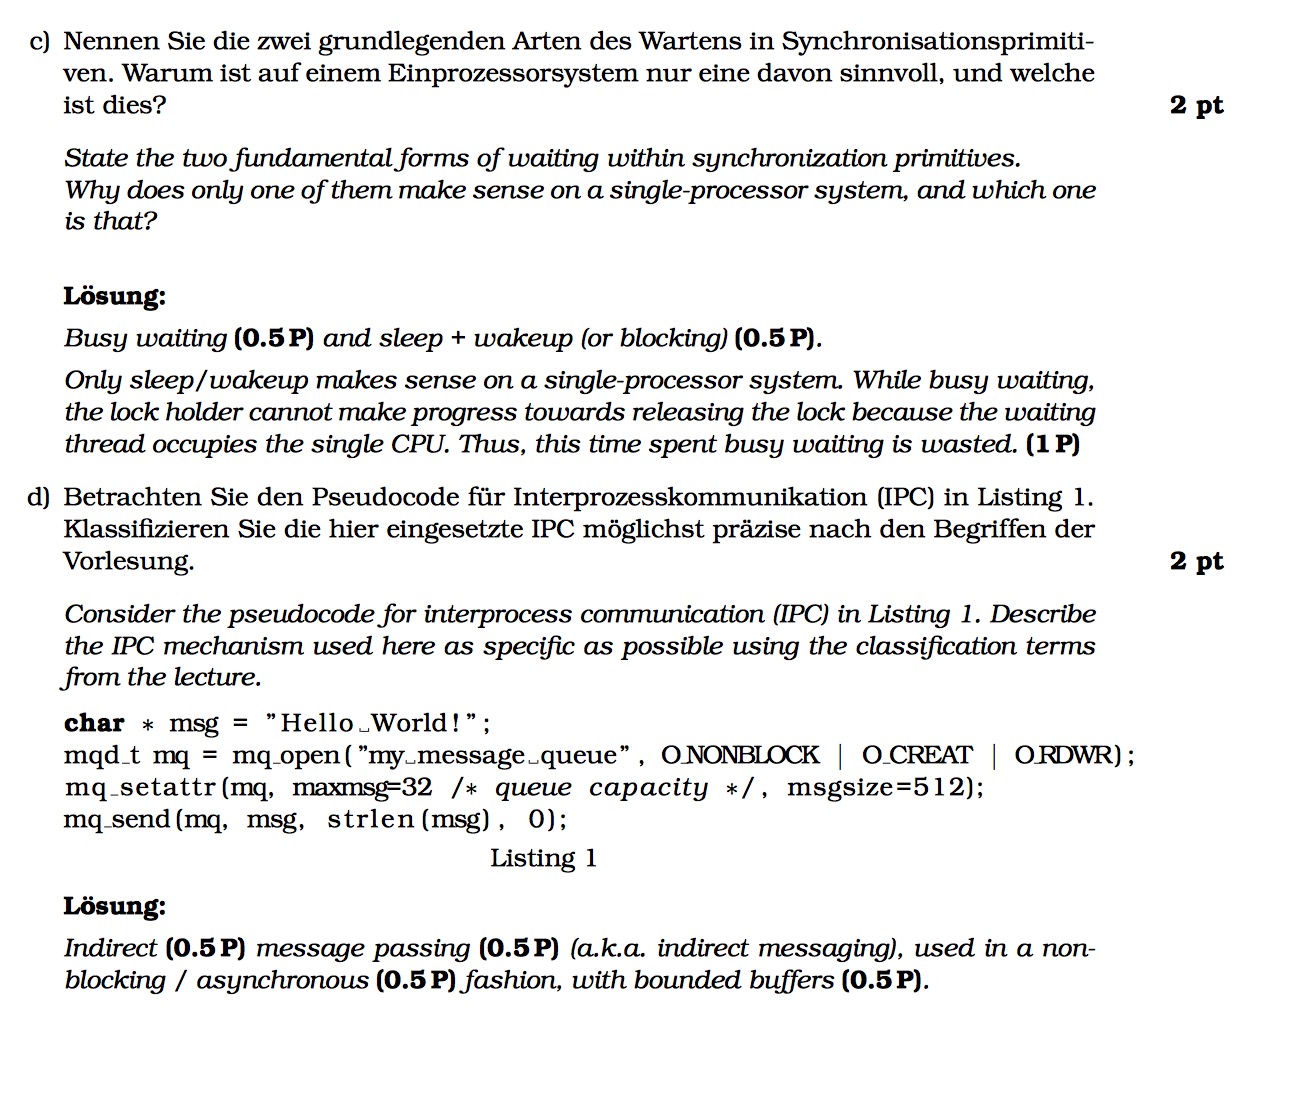 c) Nennen Sie die zwei grundlegenden Arten des Wartens in Synchronisationsprimiti-
ven. Warum ist auf einem Einprozessorsystem nur eine davon sinnvoll, und welche
ist dies? 2 pt
State the two fundamental forms of waiting within synchronization primitives.
Why does only one of them make sense on a single-processor system, and which one
is that?
Lösung:
Busy waiting (0.5 P) and sleep + wakeup (or blocking) (0.5 P).
Only sleep/wakeup makes sense on a single-processor system. While busy waiting,
the lock holder cannot make progress towards releasing the lock because the waiting
thread occupies the single CPU. Thus, this time spent busy waiting is wasted. (1 P)
d) Betrachten Sie den Pseudocode für Interprozesskommunikation (IPC) in Listing 1.
Klassifizieren Sie die hier eingesetzte IPC möglichst präzise nach den Begriffen der
Vorlesung. 2 pt
Consider the pseudocode for interprocess communication (IPC) in Listing 1. Describe
the IPC mechanism used here as specific as possible using the classification terms
from the lecture.
char * msg = "Hello␣World!";
mqd_t mq = mq_open("my_message_queue", O_NONBLOCK | O_CREAT | O_RDWR);
mq_setattr(mq, maxmsg=32 /* queue capacity */, msgsize=512);
mq_send(mq, msg, strlen(msg), 0);
Listing 1
Lösung:
Indirect (0.5 P) message passing (0.5 P) (a.k.a. indirect messaging), used in a non-
blocking / asynchronous (0.5 P) fashion, with bounded buffers (0.5 P).